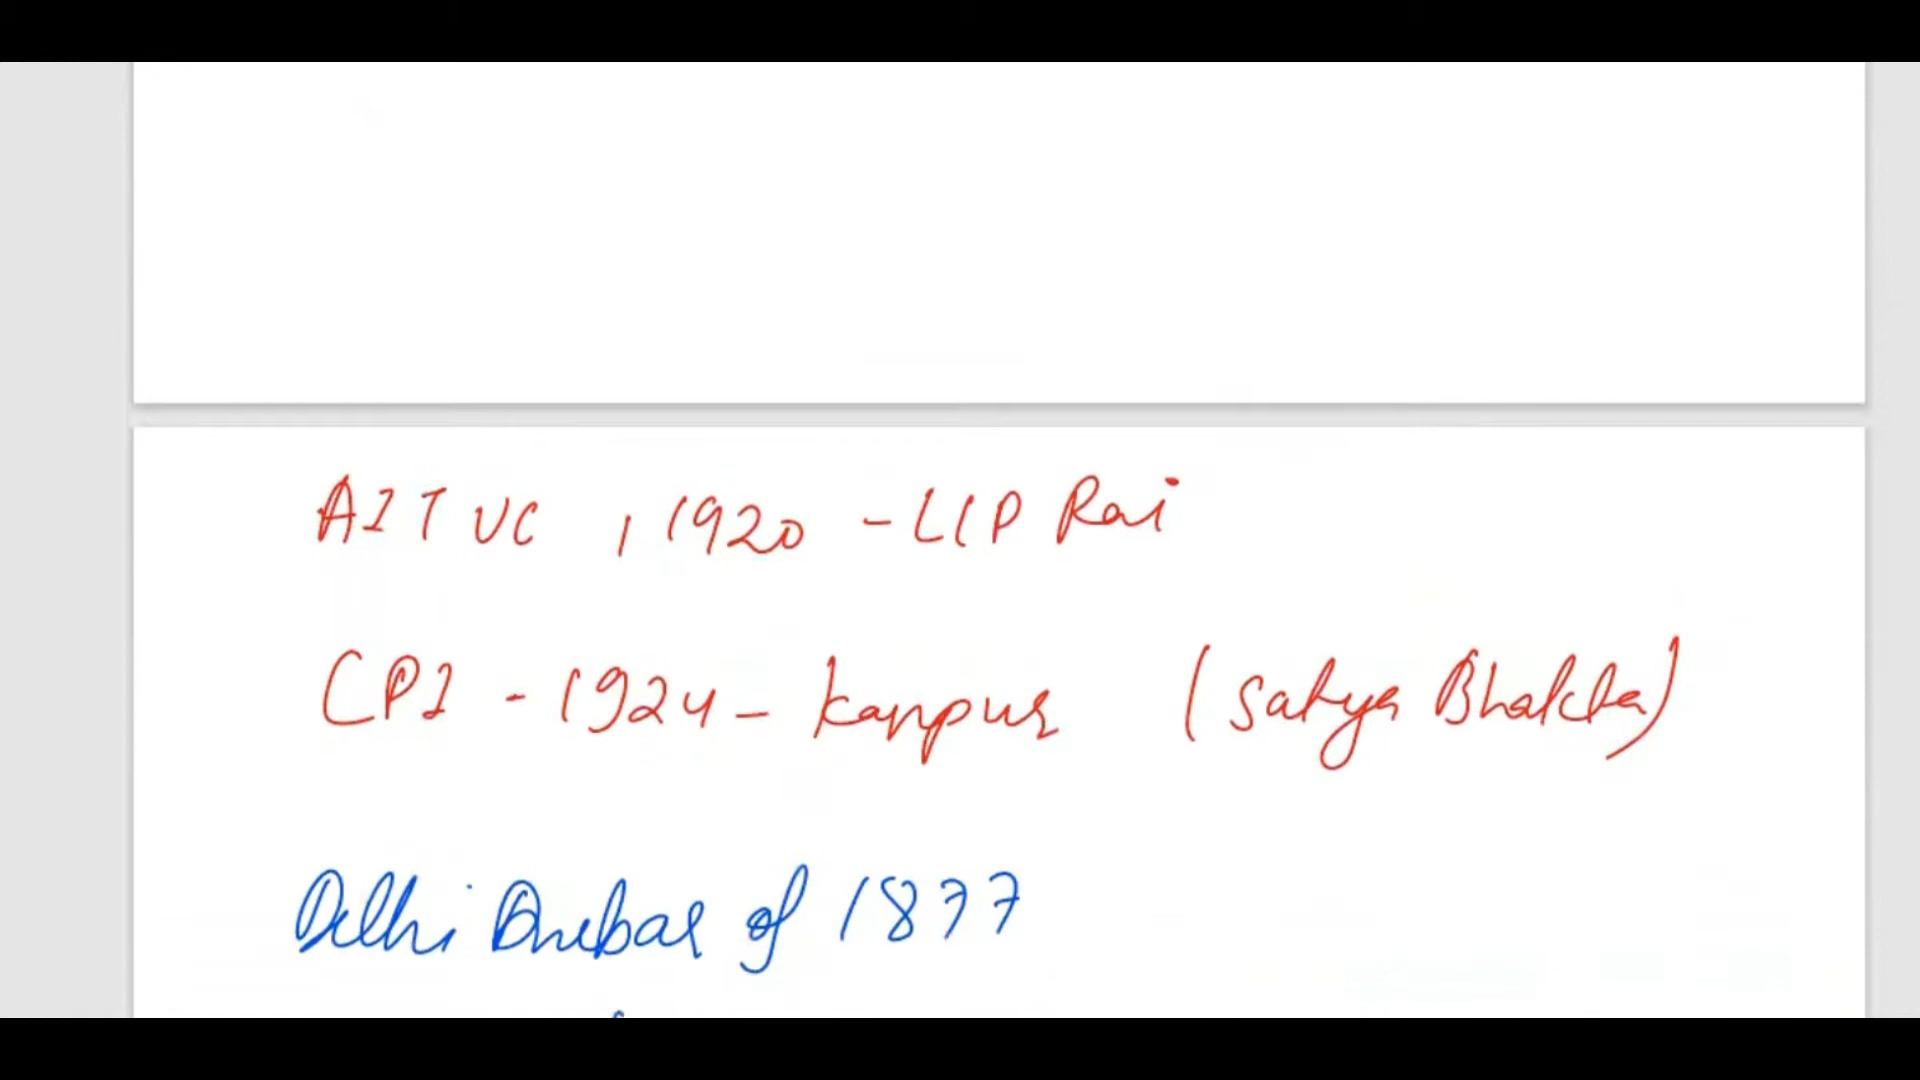 AITUC , 1920 - LLP Rai
CPI - 1924 - Kanpur (Satya Bhakta)
Delhi Durbar of 1877